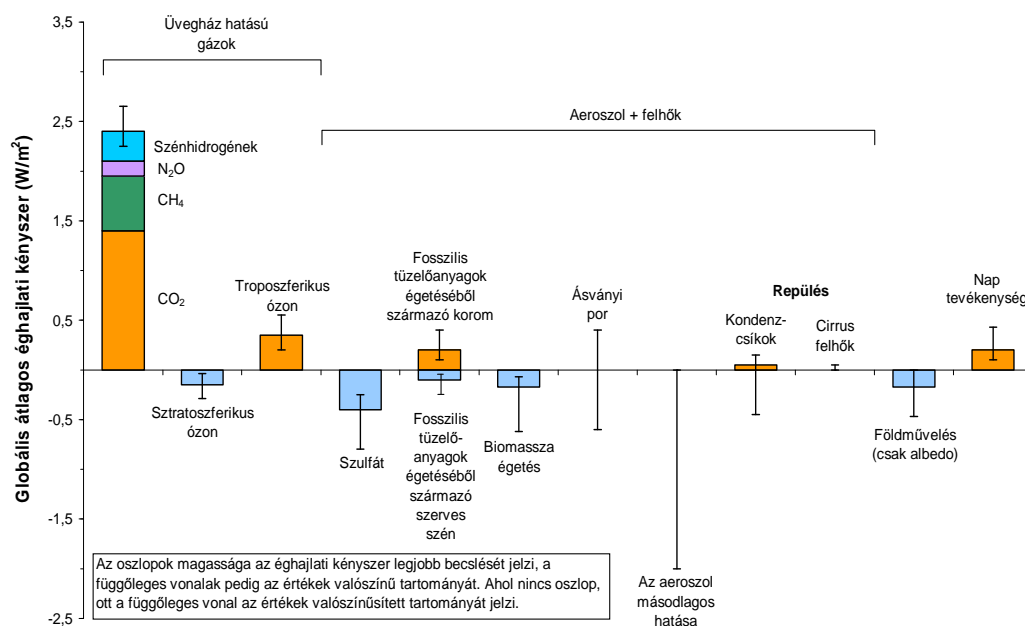 Globális átlagos éghajlati kényszer (W/m²)
3,5
2,5
1,5
0,5
-0,5
-1,5
-2,5
Üvegház hatású
gázok
Aeroszol + felhők
Szénhidrogének
N₂O
CH₄
CO₂
Sztratoszferikus
ózon
Troposzferikus
ózon
Szulfát
Fosszilis
tüzelőanyagok
égetéséből
származó korom
Fosszilis
tüzelő-
anyagok
égetéséből
származó
szerves
szén
Biomassza
égetés
Ásványi
por
Az aeroszol
másodlagos
hatása
Repülés
Kondenz-
csíkok
Cirrus
felhők
Földművelés
(csak albedo)
Nap
tevékenység
Az oszlopok magassága az éghajlati kényszer legjobb becslését jelzi, a
függőleges vonalak pedig az értékek valószínű tartományát. Ahol nincs oszlop,
ott a függőleges vonal az értékek valószínűsített tartományát jelzi.